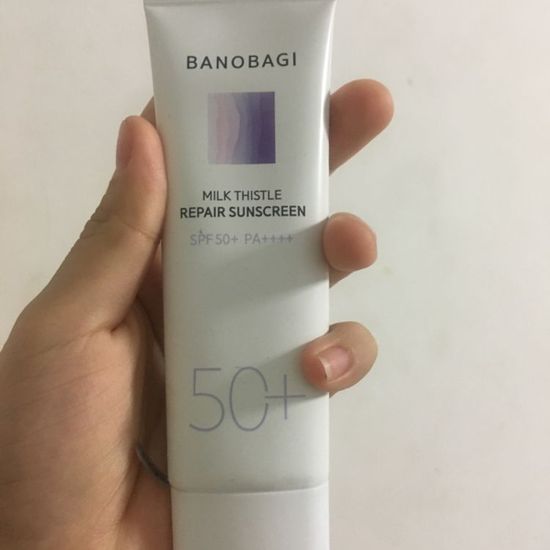 BANOBAGI
MILK THISTLE
REPAIR SUNSCREEN
SPF50+ PA++++
50+